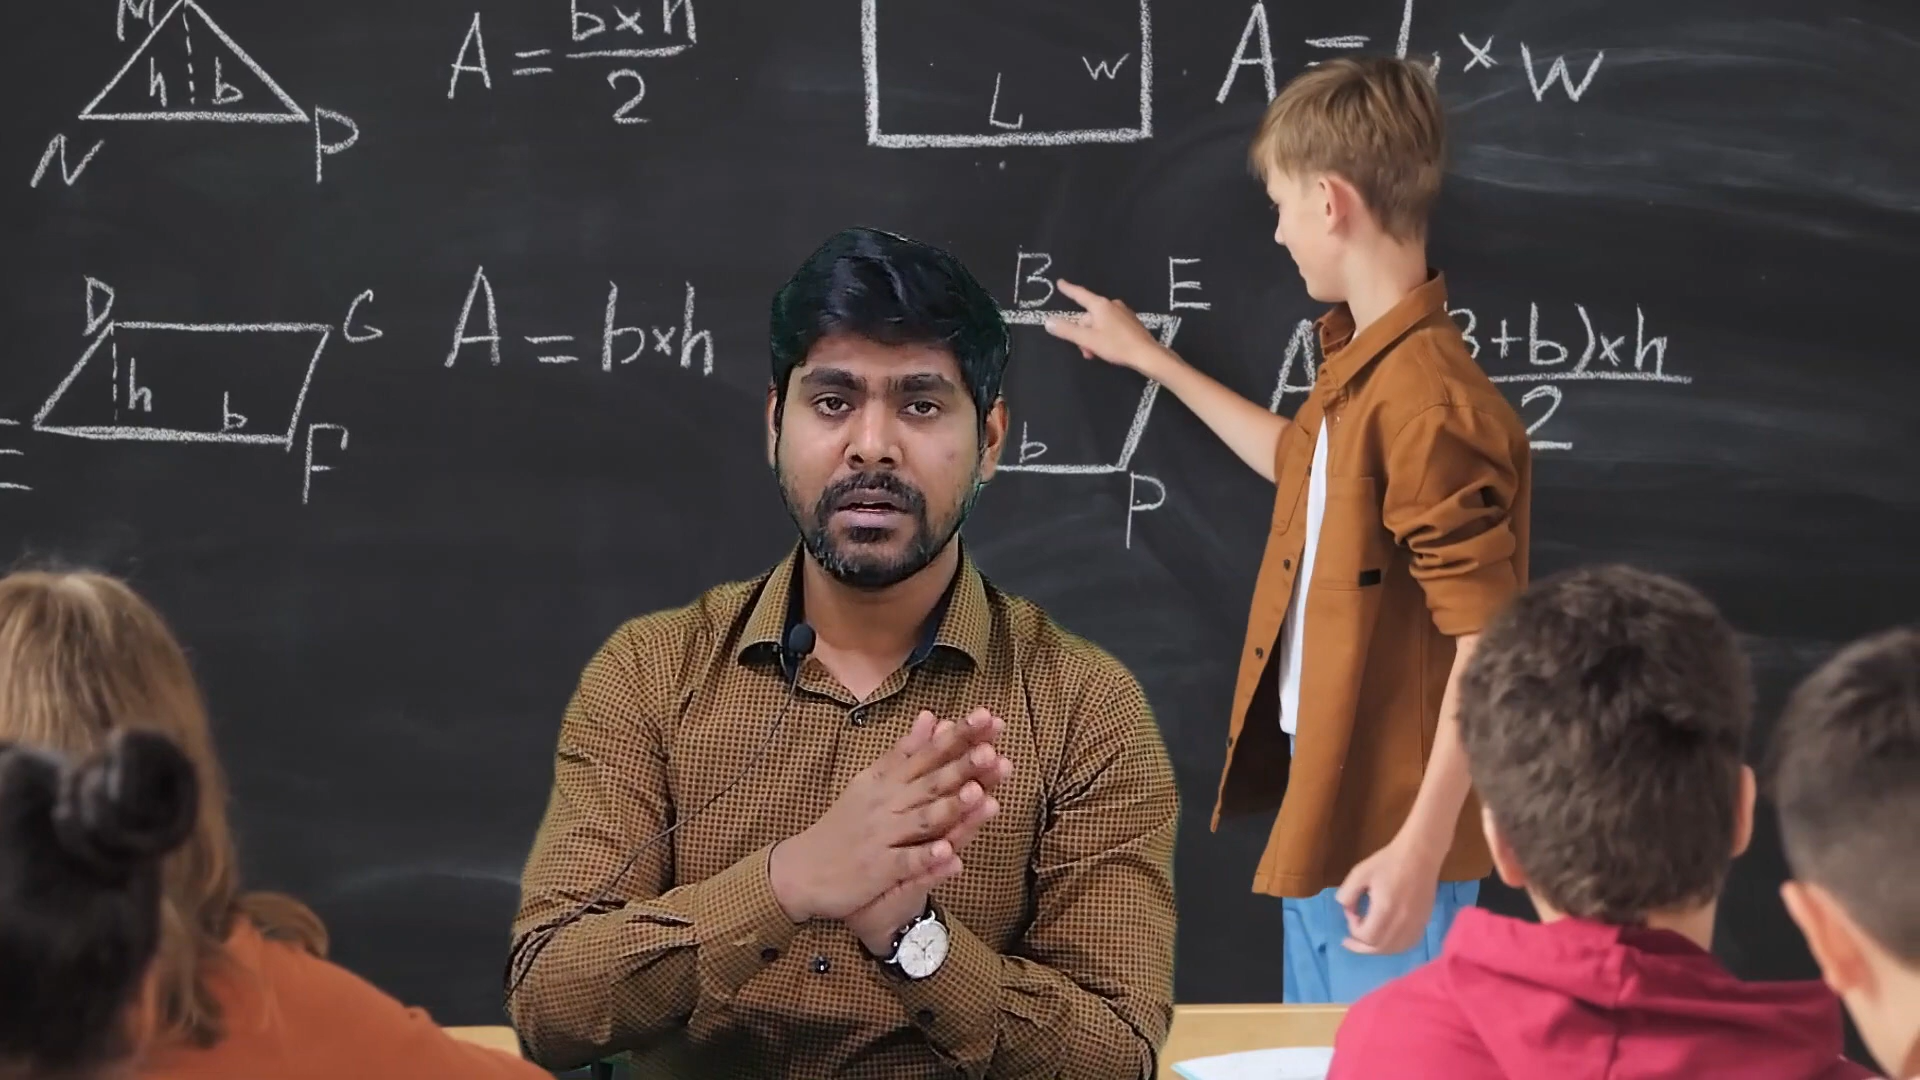 M
h b
N P
A = b×h
2
L W
A = L × W
D G
h b
F
A = b×h
B E
b
P
A
B+b)×h
2